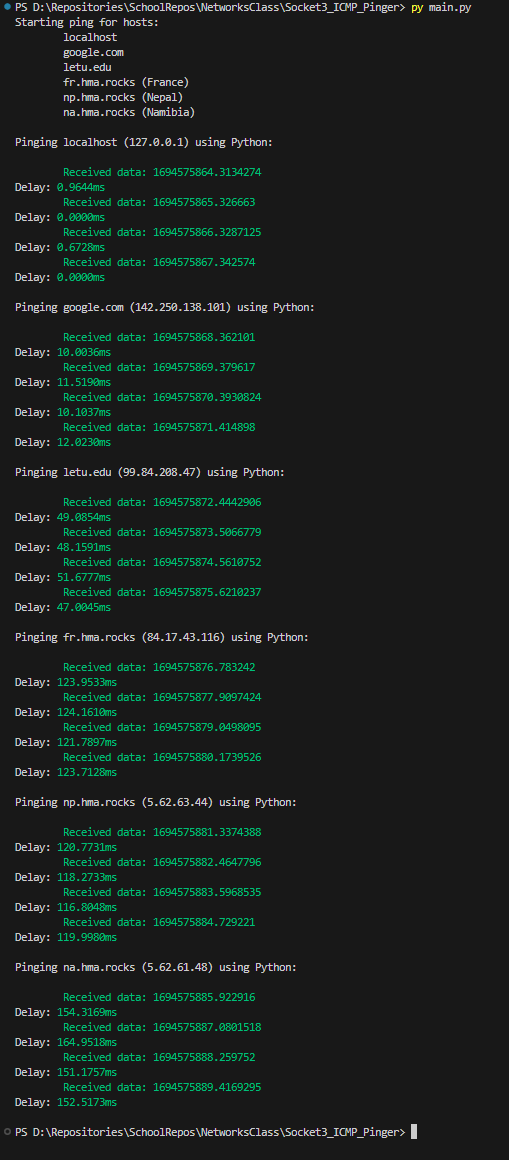 PS D:\Repositories\SchoolRepos\NetworksClass\Socket3_ICMP_Pinger> py main.py
Starting ping for hosts:
localhost
google.com
letu.edu
fr.hma.rocks (France)
np.hma.rocks (Nepal)
na.hma.rocks (Namibia)
Pinging localhost (127.0.0.1) using Python:
Received data: 1694575864.3134274
Delay: 0.9644ms
Received data: 1694575865.326663
Delay: 0.0000ms
Received data: 1694575866.3287125
Delay: 0.6728ms
Received data: 1694575867.342574
Delay: 0.0000ms
Pinging google.com (142.250.138.101) using Python:
Received data: 1694575868.362101
Delay: 10.0036ms
Received data: 1694575869.379617
Delay: 11.5190ms
Received data: 1694575870.3930824
Delay: 10.1037ms
Received data: 1694575871.414898
Delay: 12.0230ms
Pinging letu.edu (99.84.208.47) using Python:
Received data: 1694575872.4442906
Delay: 49.0854ms
Received data: 1694575873.5066779
Delay: 48.1591ms
Received data: 1694575874.5610752
Delay: 51.6777ms
Received data: 1694575875.6210237
Delay: 47.0045ms
Pinging fr.hma.rocks (84.17.43.116) using Python:
Received data: 1694575876.783242
Delay: 123.9533ms
Received data: 1694575877.9097424
Delay: 124.1610ms
Received data: 1694575879.0498095
Delay: 121.7897ms
Received data: 1694575880.1739526
Delay: 123.7128ms
Pinging np.hma.rocks (5.62.63.44) using Python:
Received data: 1694575881.3374388
Delay: 120.7731ms
Received data: 1694575882.4647796
Delay: 118.2733ms
Received data: 1694575883.5968535
Delay: 116.8048ms
Received data: 1694575884.729221
Delay: 119.9980ms
Pinging na.hma.rocks (5.62.61.48) using Python:
Received data: 1694575885.922916
Delay: 154.3169ms
Received data: 1694575887.0801518
Delay: 164.9518ms
Received data: 1694575888.259752
Delay: 151.1757ms
Received data: 1694575889.4169295
Delay: 152.5173ms
PS D:\Repositories\SchoolRepos\NetworksClass\Socket3_ICMP_Pinger>